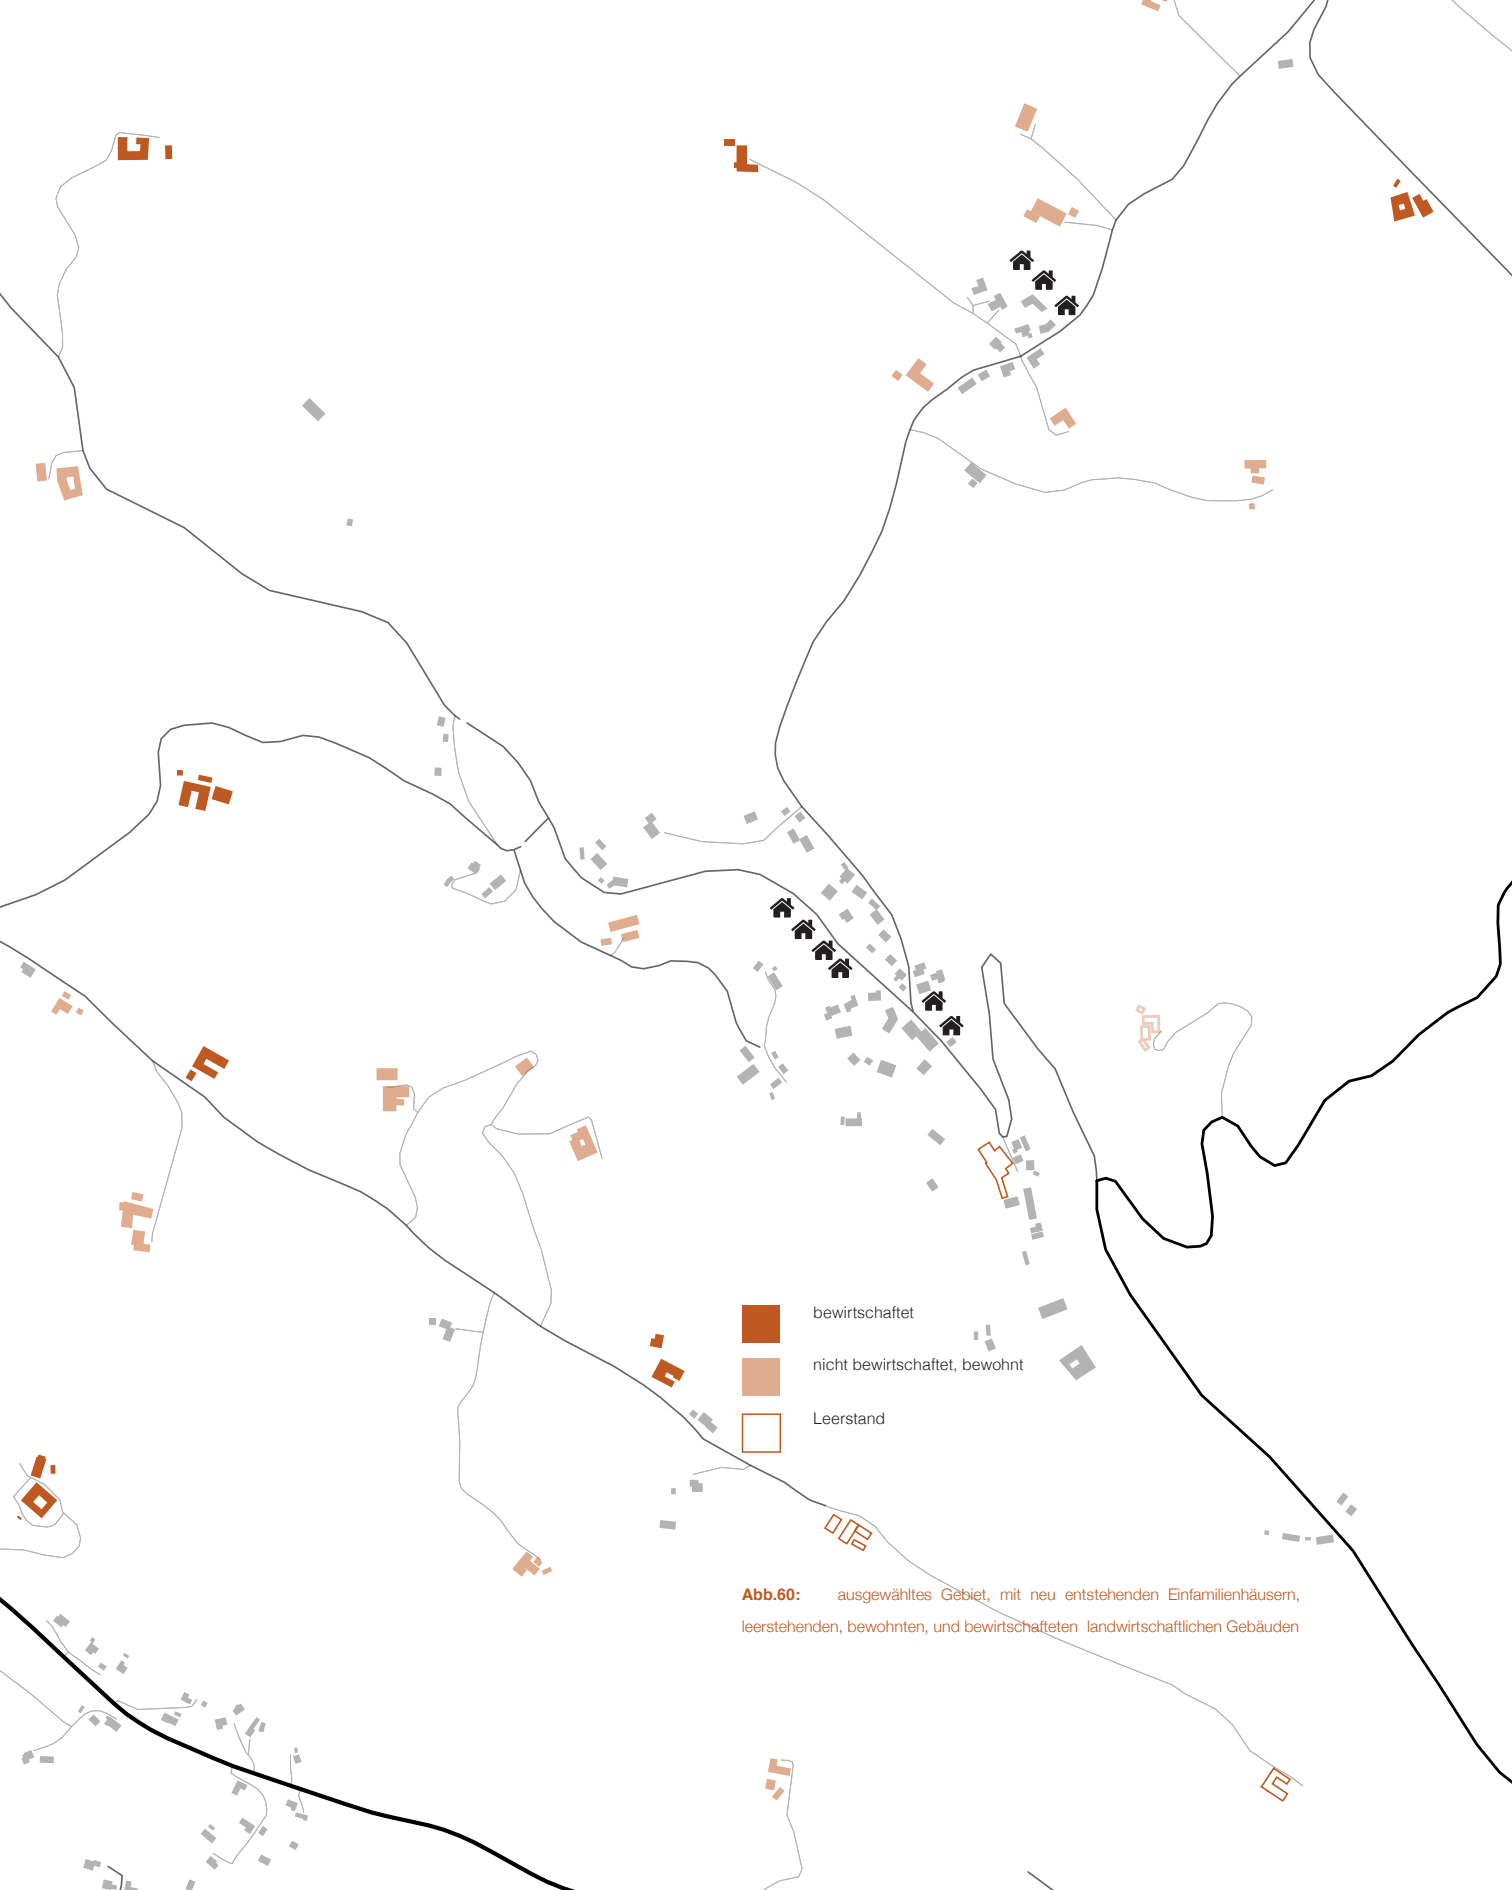 bewirtschaftet
nicht bewirtschaftet, bewohnt
Leerstand
Abb.60: ausgewähltes Gebiet, mit neu entstehenden Einfamilienhäusern,
leerstehenden, bewohnten, und bewirtschafteten landwirtschaftlichen Gebäuden